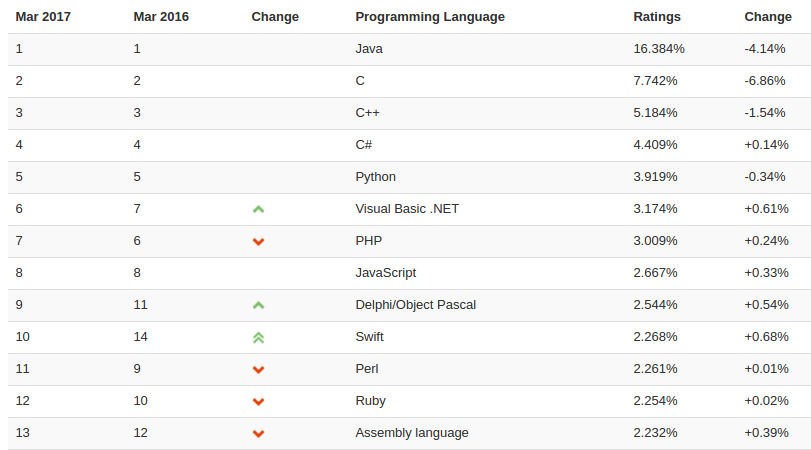 Mar 2017 Mar 2016 Change Programming Language Ratings Change
1 1 Java 16.384% -4.14%
2 2 C 7.742% -6.86%
3 3 C++ 5.184% -1.54%
4 4 C# 4.409% +0.14%
5 5 Python 3.919% -0.34%
6 7 Visual Basic .NET 3.174% +0.61%
7 6 PHP 3.009% +0.24%
8 8 JavaScript 2.667% +0.33%
9 11 Delphi/Object Pascal 2.544% +0.54%
10 14 Swift 2.268% +0.68%
11 9 Perl 2.261% +0.01%
12 10 Ruby 2.254% +0.02%
13 12 Assembly language 2.232% +0.39%